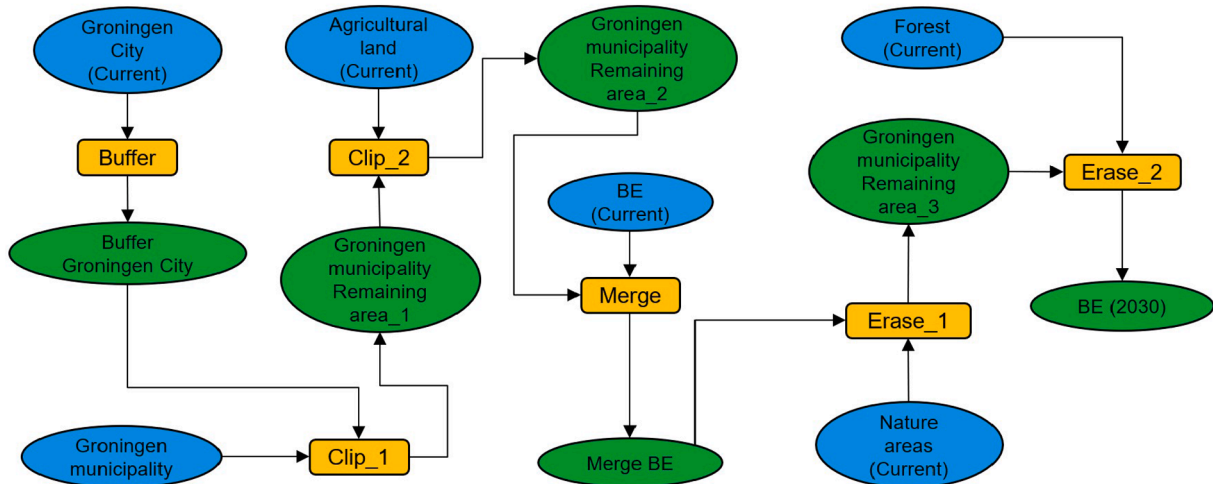 Groningen
City
(Current)
Buffer
Buffer
Groningen City
Groningen
municipality
Clip_1
Agricultural
land
(Current)
Clip_2
Groningen
municipality
Remaining
area_1
Groningen
municipality
Remaining
area_2
BE
(Current)
Merge
Merge BE
Forest
(Current)
Groningen
municipality
Remaining
area_3
Erase_1
Nature
areas
(Current)
Erase_2
BE (2030)